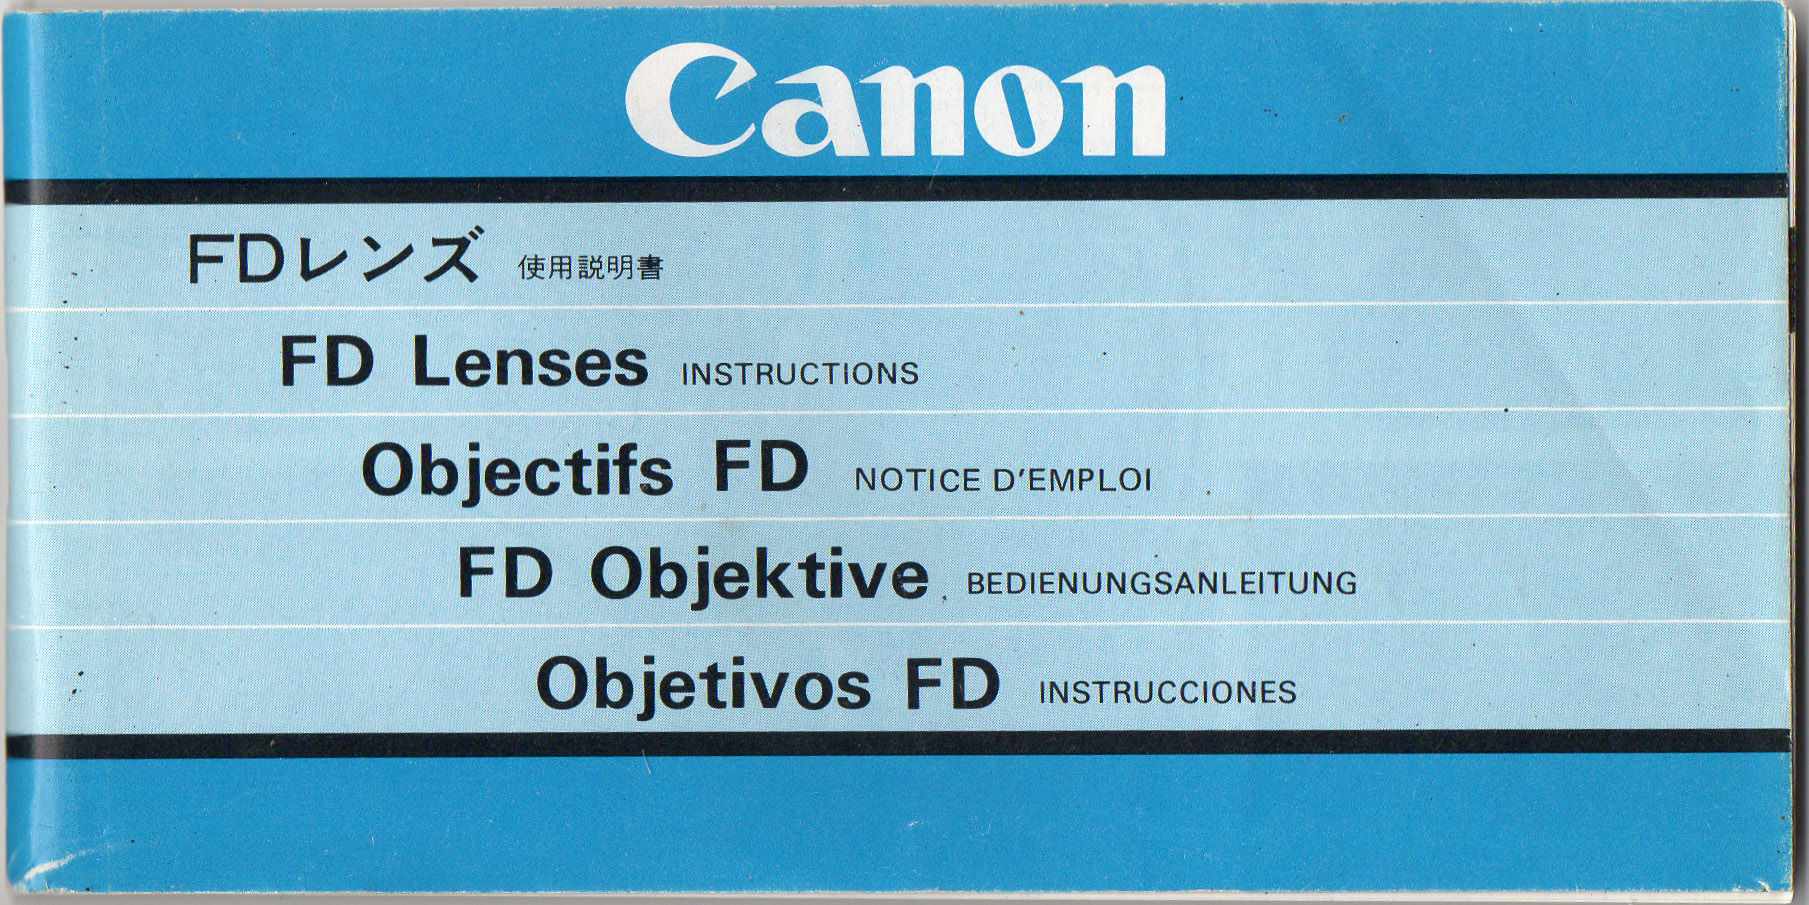 Canon
FDレンズ 使用説明書
FD Lenses INSTRUCTIONS
Objectifs FD NOTICE D'EMPLOI
FD Objektive BEDIENUNGSANLEITUNG
Objetivos FD INSTRUCCIONES